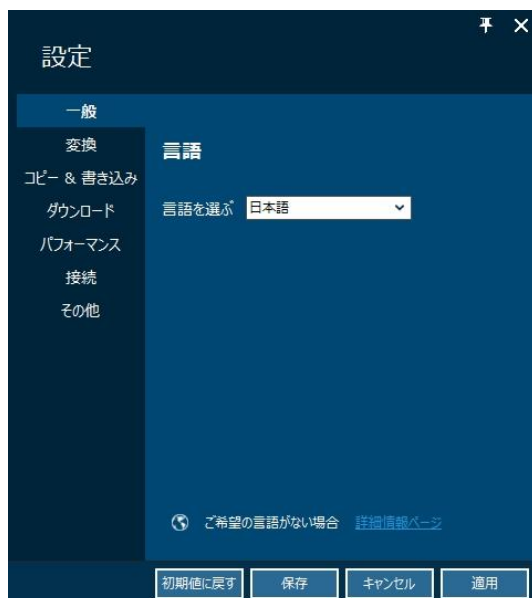 設定
一般
変換
コピー & 書き込み
ダウンロード
パフォーマンス
接続
その他
言語
言語を選ぶ 日本語
ご希望の言語がない場合 詳細情報ページ
初期値に戻す 保存 キャンセル 適用